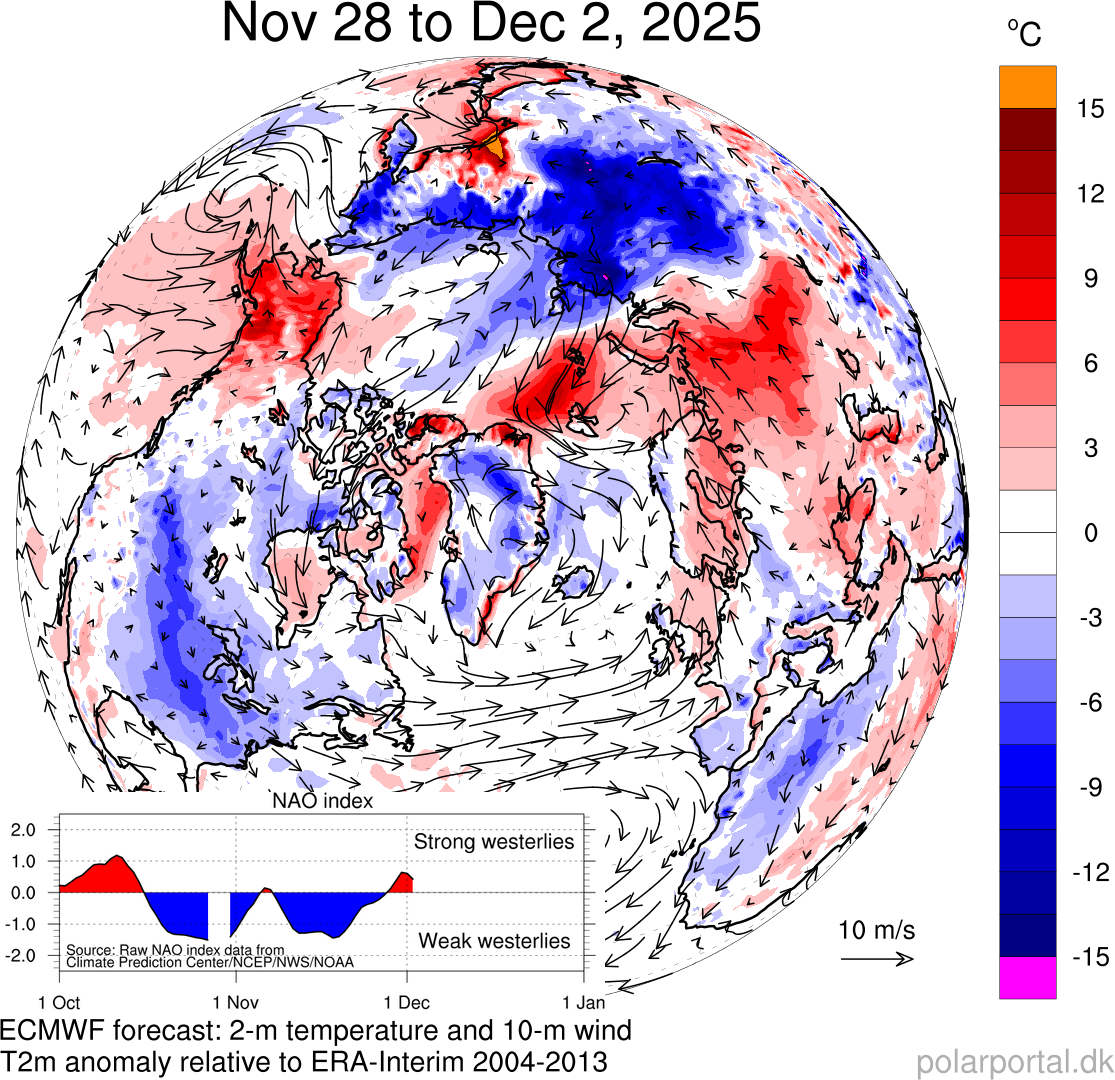 Nov 28 to Dec 2, 2025
°C
15
12
9
6
3
0
-3
-6
-9
-12
-15
10 m/s
NAO index
2.0
1.0
0.0
-1.0
-2.0
Strong westerlies
Weak westerlies
Source: Raw NAO index data from
Climate Prediction Center/NCEP/NWS/NOAA
1 Oct
1 Nov
1 Dec
1 Jan
ECMWF forecast: 2-m temperature and 10-m wind
T2m anomaly relative to ERA-Interim 2004-2013
polarportal.dk